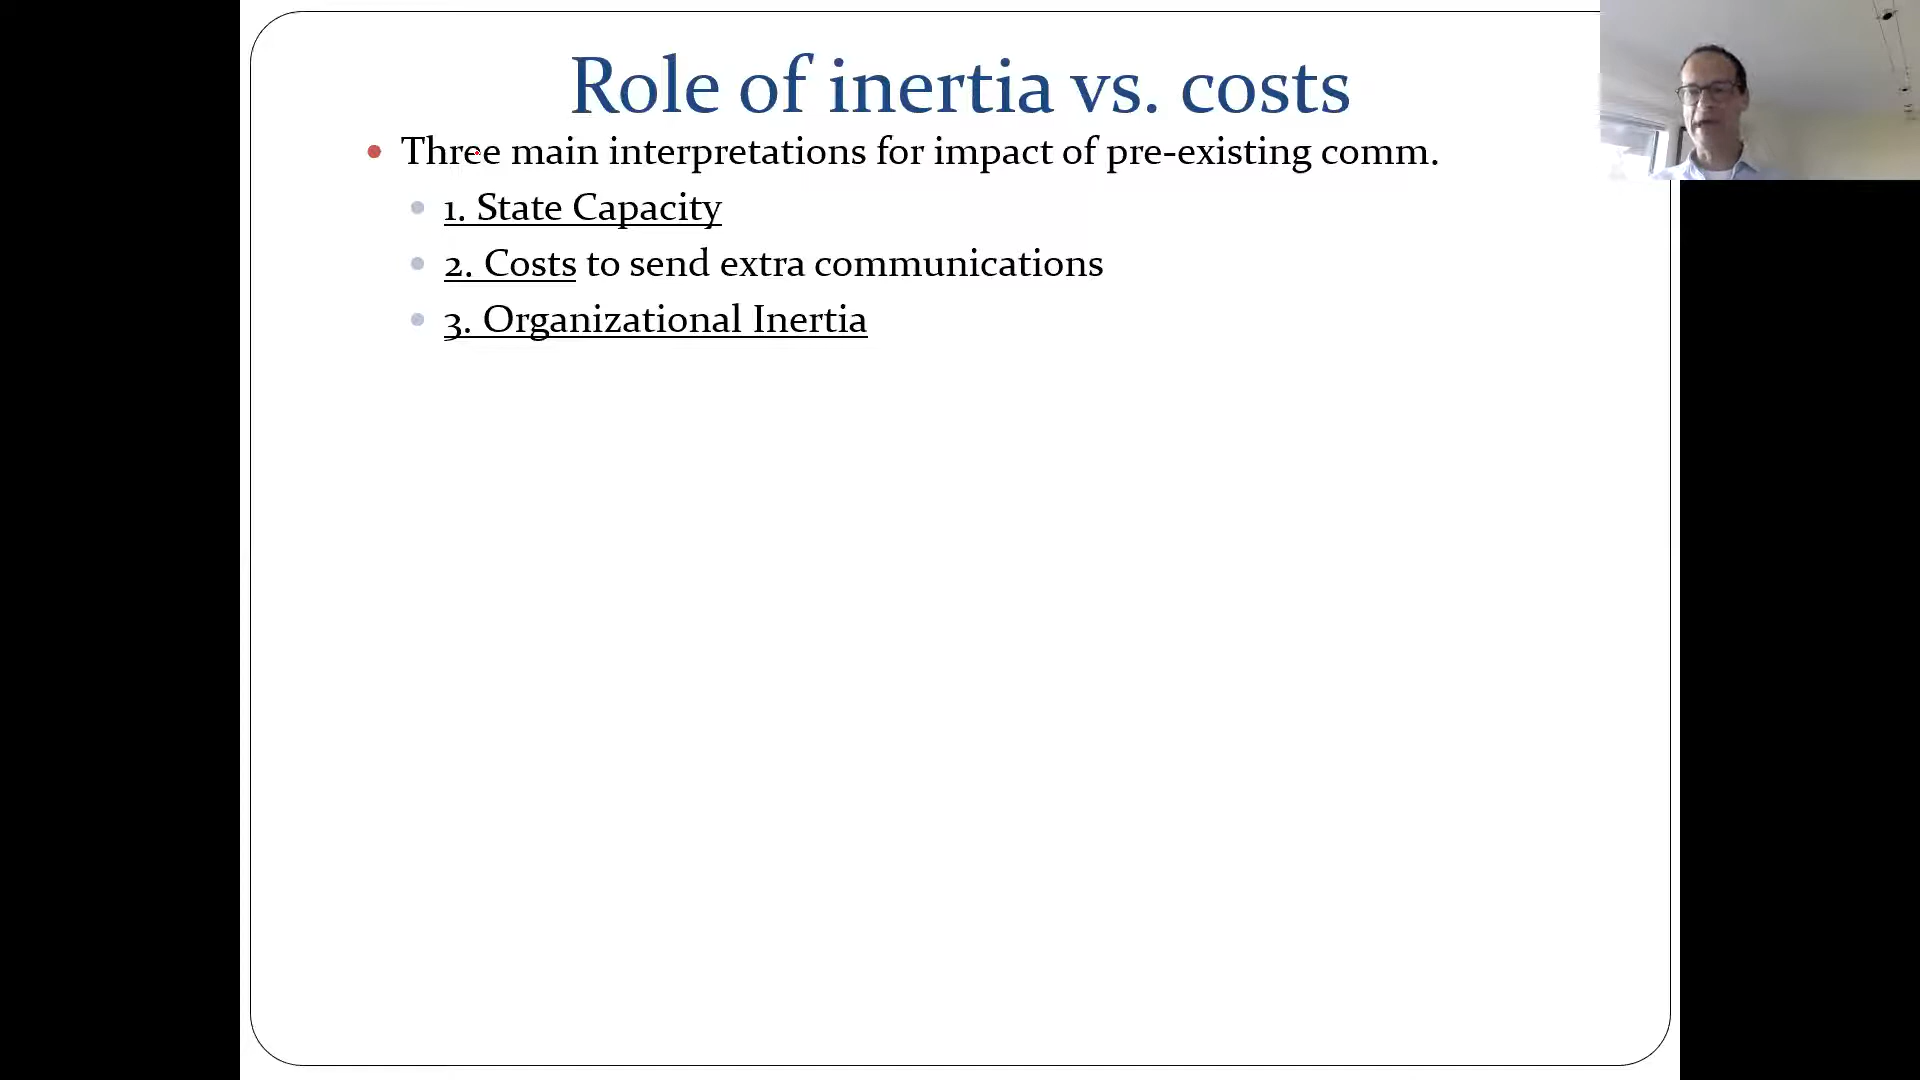 Role of inertia vs. costs
Three main interpretations for impact of pre-existing comm.
1. State Capacity
2. Costs to send extra communications
3. Organizational Inertia